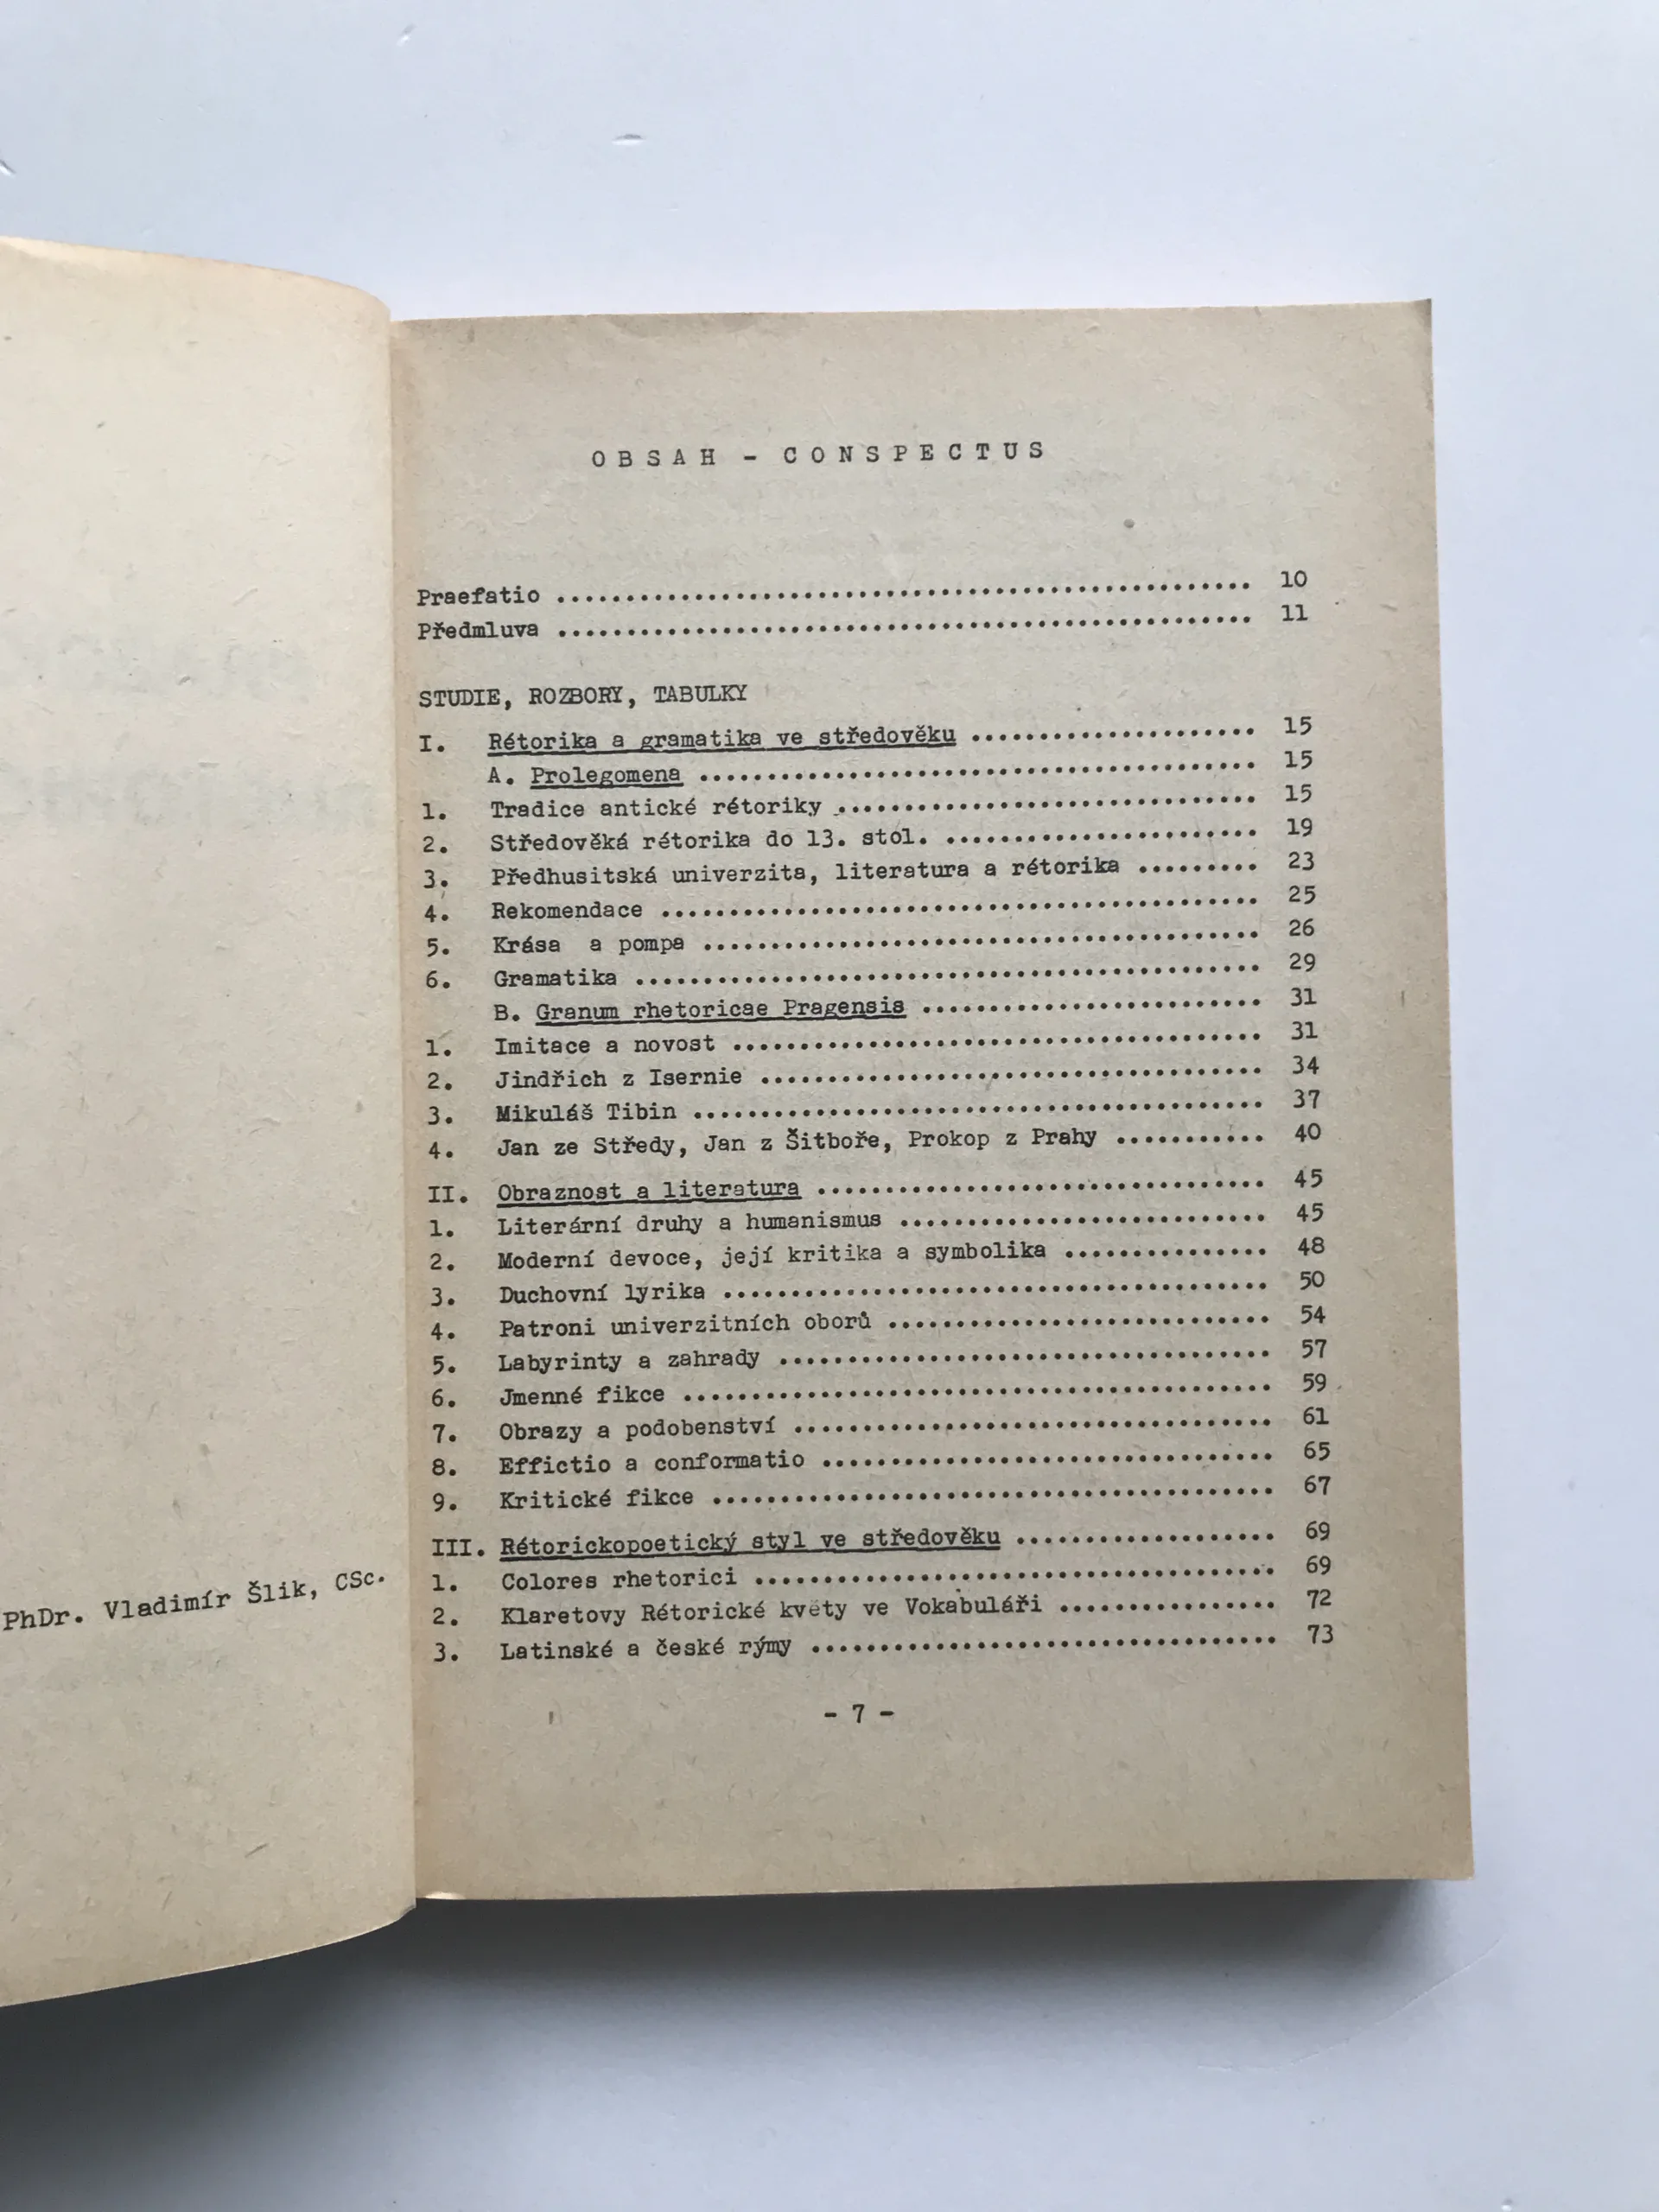 PhDr. Vladimír Šlik, CSc.
OBSAH - CONSPECTUS
Praefatio .................................................. 10
Předmluva .................................................. 11
STUDIE, ROZBORY, TABULKY
I. Rétorika a gramatika ve středověku ..................... 15
A. Prolegomena ......................................... 15
1. Tradice antické rétoriky ............................... 15
2. Středověká rétorika do 13. stol. ....................... 19
3. Předhusitská univerzita, literatura a rétorika ......... 23
4. Rekomendace ............................................ 25
5. Krása a pompa ......................................... 26
6. Gramatika .............................................. 29
B. Granum rhetoricae Pragensis ......................... 31
1. Imitace a novost ....................................... 31
2. Jindřich z Isernie ..................................... 34
3. Mikuláš Tibin .......................................... 37
4. Jan ze Středy, Jan z Šitboře, Prokop z Prahy ........... 40
II. Obraznost a literatura ................................. 45
1. Literární druhy a humanismus ........................... 45
2. Moderní devoce, její kritika a symbolika ............... 48
3. Duchovní lyrika ........................................ 50
4. Patroni univerzitních oborů ............................ 54
5. Labyrinty a zahrady .................................... 57
6. Jmenné fikce ........................................... 59
7. Obrazy a podobenství ................................... 61
8. Effictio a conformatio ................................. 65
9. Kritické fikce ......................................... 67
III. Rétorickopoetický styl ve středověku ................... 69
1. Colores rhetorici ...................................... 69
2. Klaretovy Rétorické květy ve Vokabuláři ................ 72
3. Latinské a české rýmy .................................. 73
- 7 -